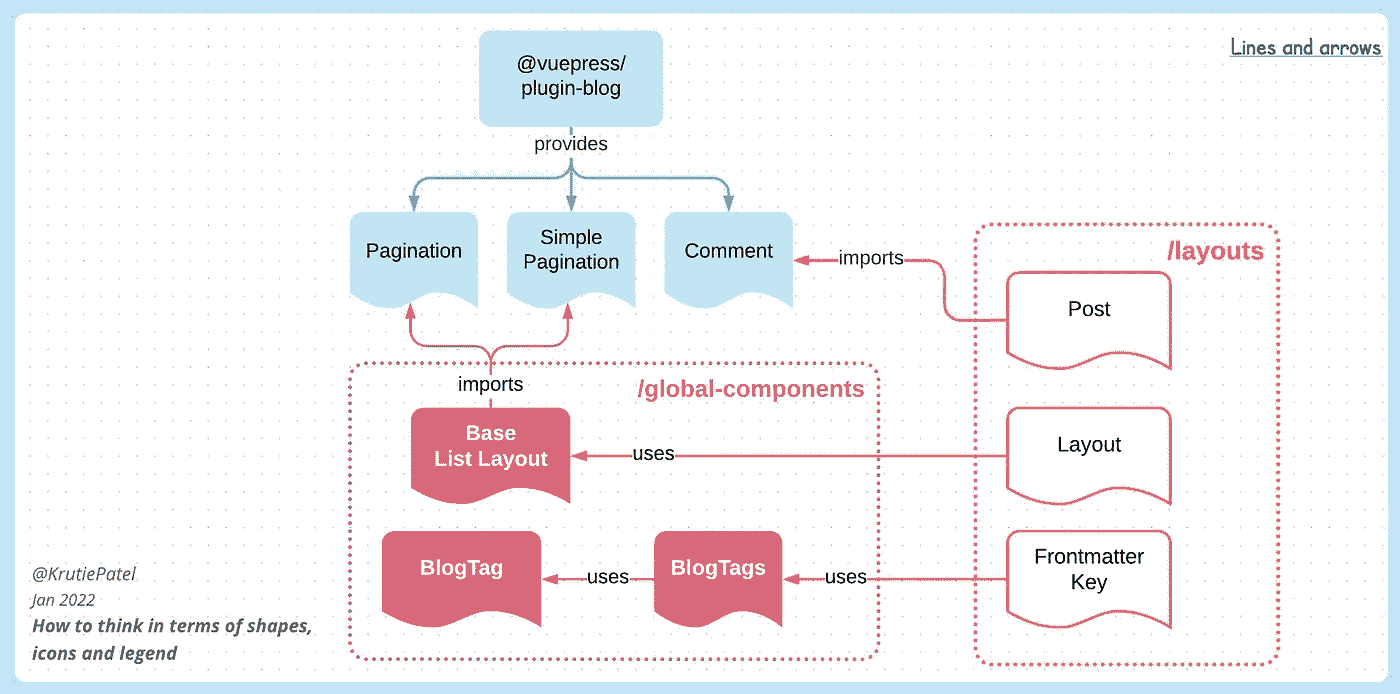 Lines and arrows
@vuepress/
plugin-blog
provides
Pagination
Simple
Pagination
Comment
imports
/layouts
Post
imports
/global-components
Base
List Layout
uses
Layout
BlogTag
uses
BlogTags
uses
Frontmatter
Key
@KrutiePatel
Jan 2022
How to think in terms of shapes,
icons and legend